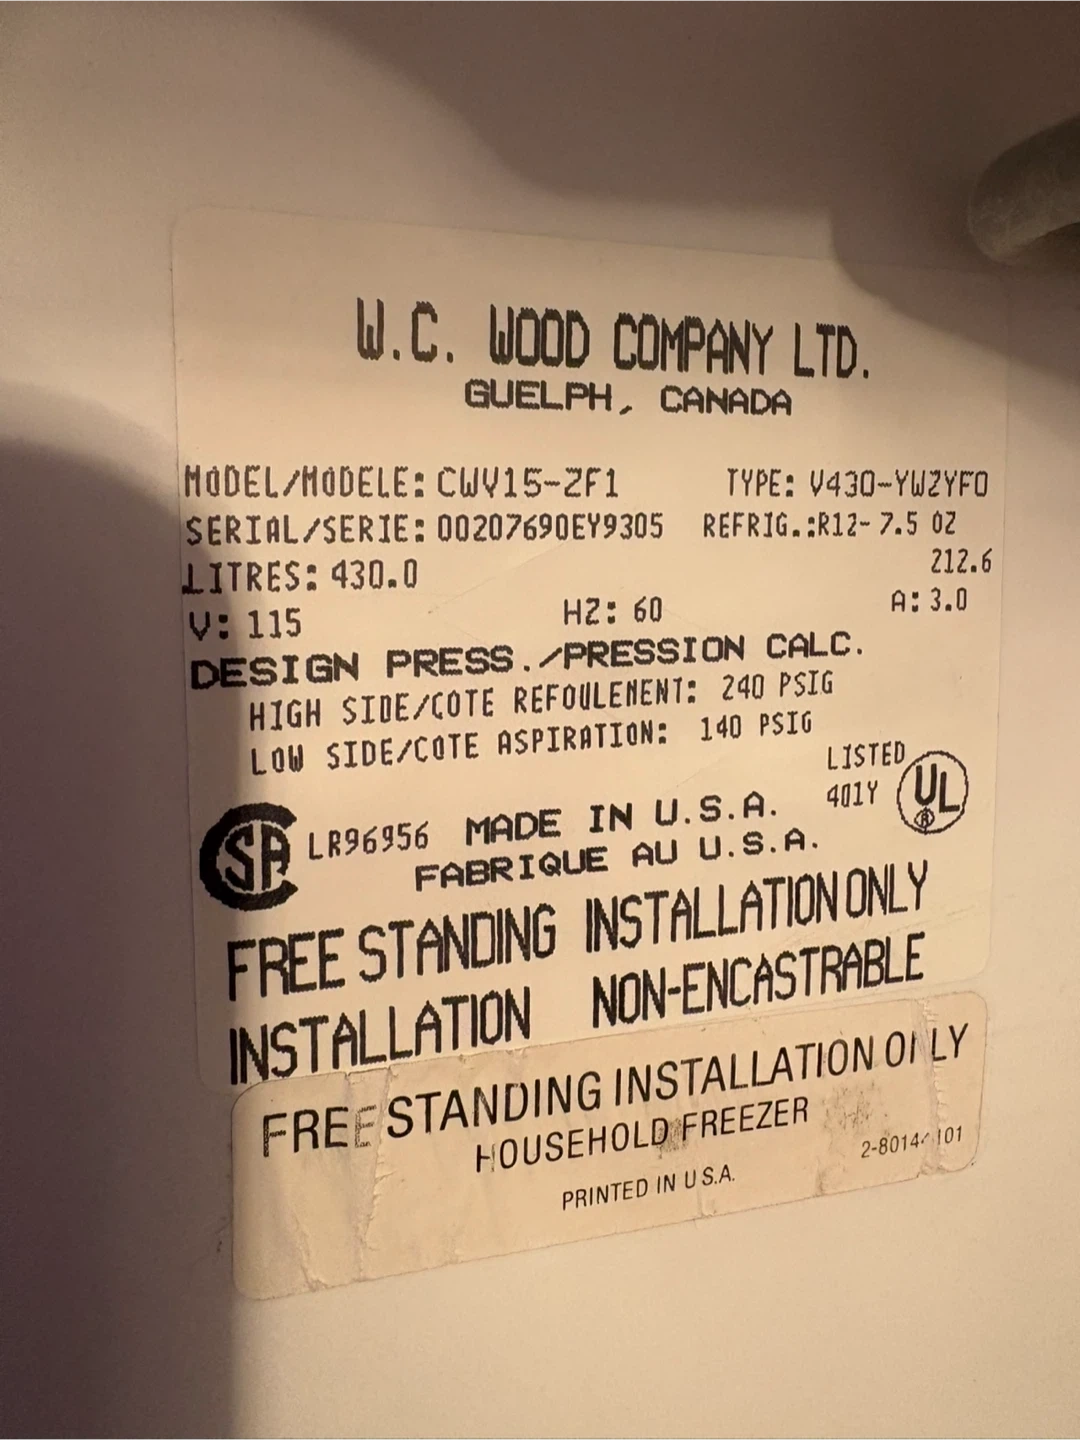 W.C. WOOD COMPANY LTD.
GUELPH, CANADA
MODEL/MODELE: CWV15-ZF1 TYPE: V430-YWZYFO
SERIAL/SERIE: 00207690EY9305 REFRIG.:R12- 7.5 OZ
LITRES: 430.0 212.6
V: 115 HZ: 60 A: 3.0
DESIGN PRESS./PRESSION CALC.
HIGH SIDE/COTE REFOULEMENT: 240 PSIG
LOW SIDE/COTE ASPIRATION: 140 PSIG
LISTED
401Y UL ®
SA LR96956 MADE IN U.S.A.
FABRIQUE AU U.S.A.
FREE STANDING INSTALLATION ONLY
INSTALLATION NON-ENCASTRABLE
FREE STANDING INSTALLATION ONLY
HOUSEHOLD FREEZER
PRINTED IN U.S.A.